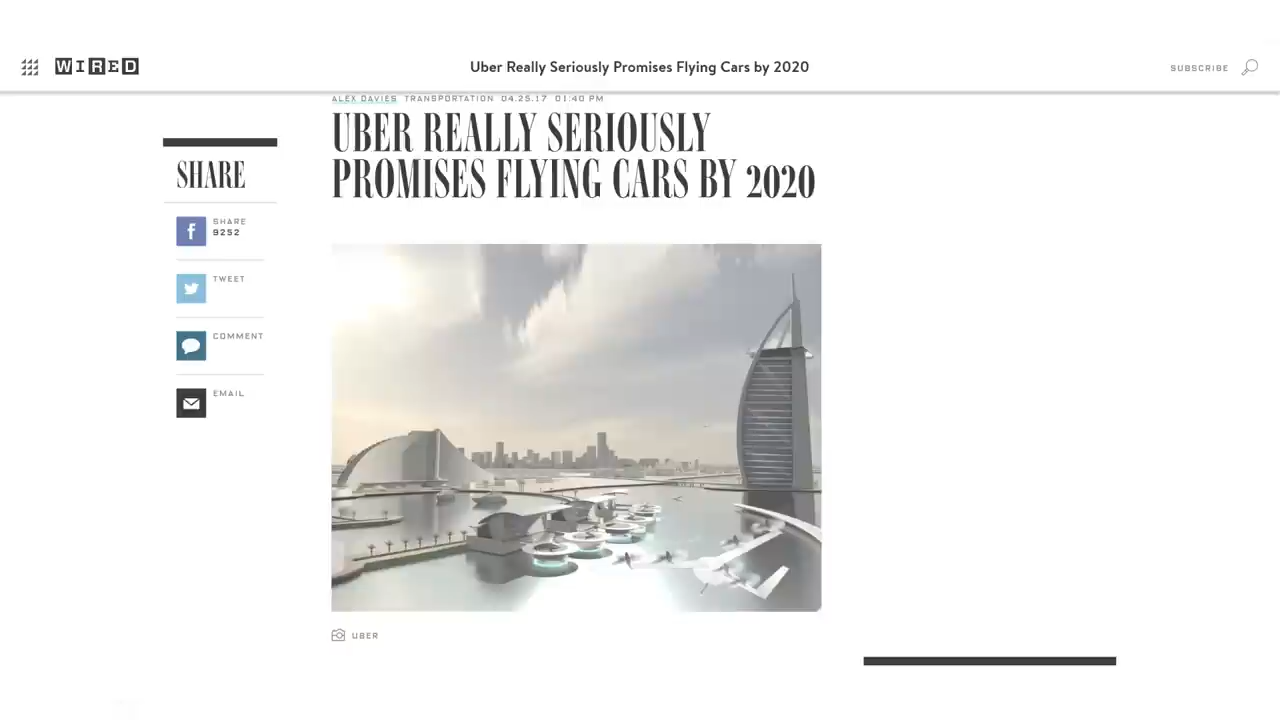 WIRED
Uber Really Seriously Promises Flying Cars by 2020
SUBSCRIBE
ALEX DAVIES TRANSPORTATION 04.25.17 01:40 PM
UBER REALLY SERIOUSLY
PROMISES FLYING CARS BY 2020
SHARE
SHARE
9252
TWEET
COMMENT
EMAIL
UBER